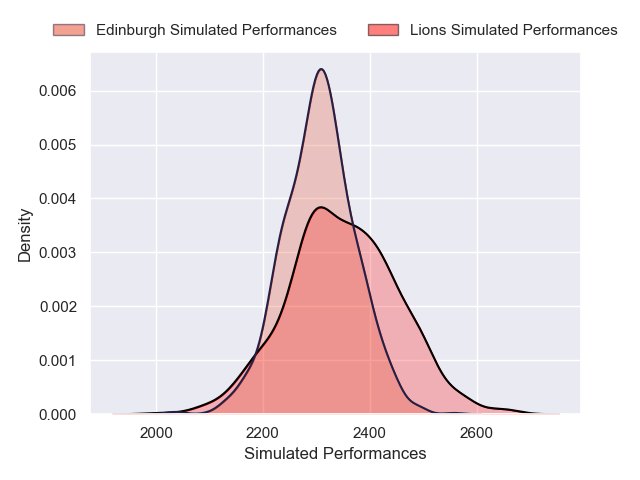 Edinburgh Simulated Performances
Lions Simulated Performances
0.006
0.005
0.004
0.003
0.002
0.001
0.000
Density
2000 2200 2400 2600
Simulated Performances